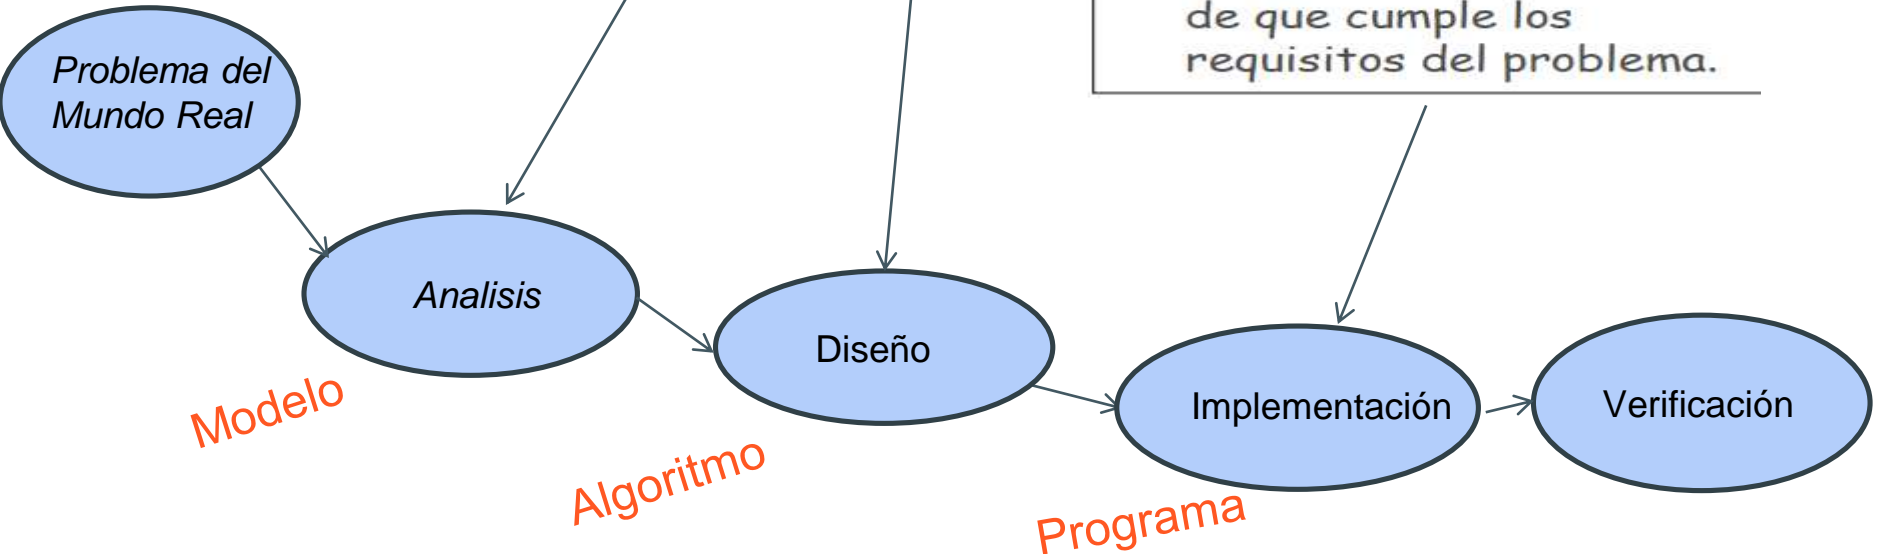 de que cumple los
requisitos del problema.
Problema del
Mundo Real
Analisis
Diseño
Implementación
Verificación
Modelo
Algoritmo
Programa